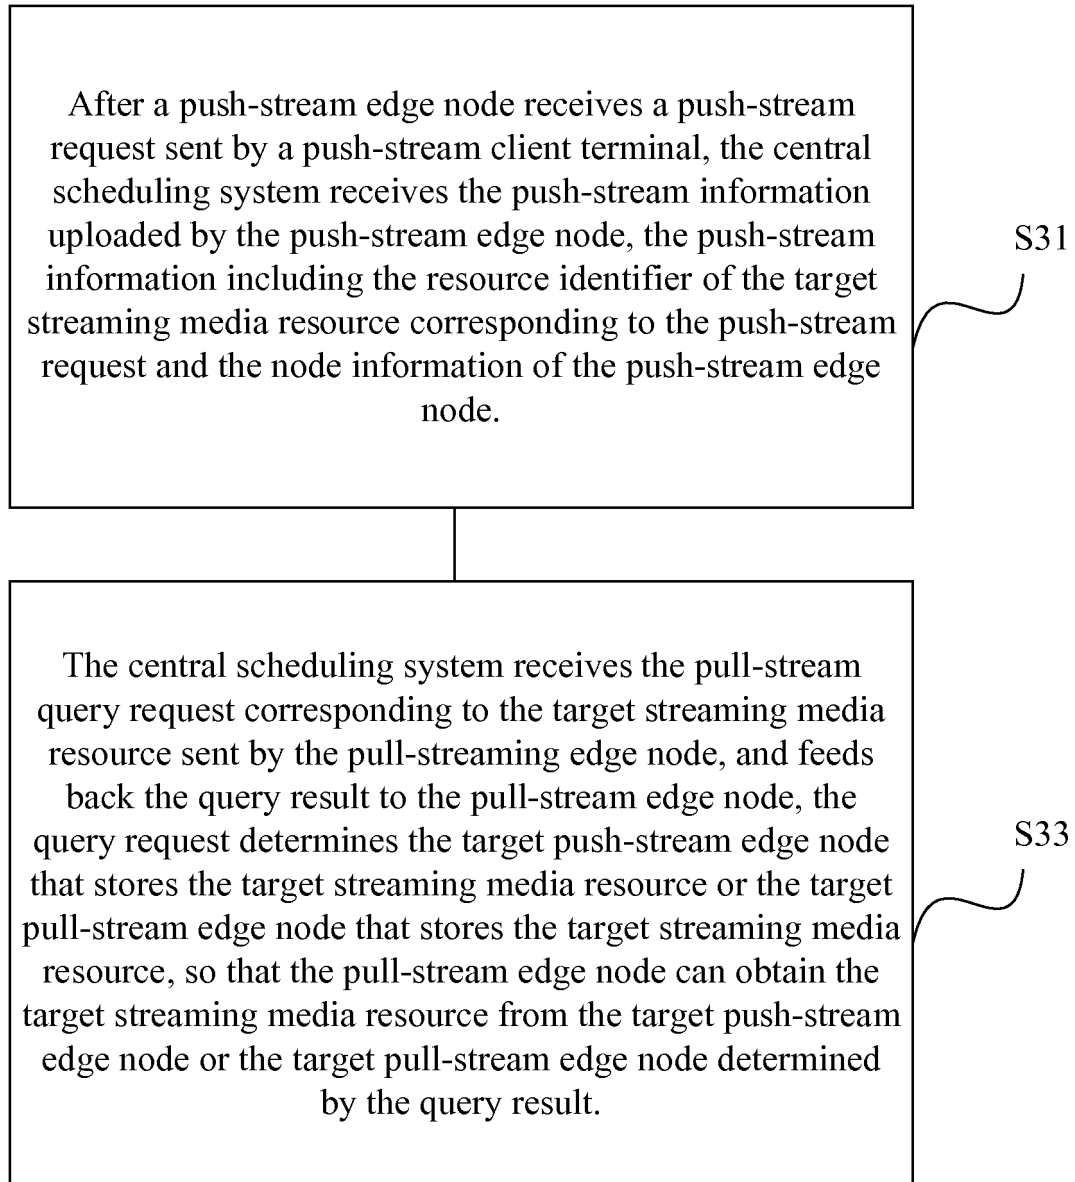 After a push-stream edge node receives a push-stream
request sent by a push-stream client terminal, the central
scheduling system receives the push-stream information
uploaded by the push-stream edge node, the push-stream
information including the resource identifier of the target
streaming media resource corresponding to the push-stream
request and the node information of the push-stream edge
node.
S31
The central scheduling system receives the pull-stream
query request corresponding to the target streaming media
resource sent by the pull-streaming edge node, and feeds
back the query result to the pull-stream edge node, the
query request determines the target push-stream edge node
that stores the target streaming media resource or the target
pull-stream edge node that stores the target streaming media
resource, so that the pull-stream edge node can obtain the
target streaming media resource from the target push-stream
edge node or the target pull-stream edge node determined
by the query result.
S33